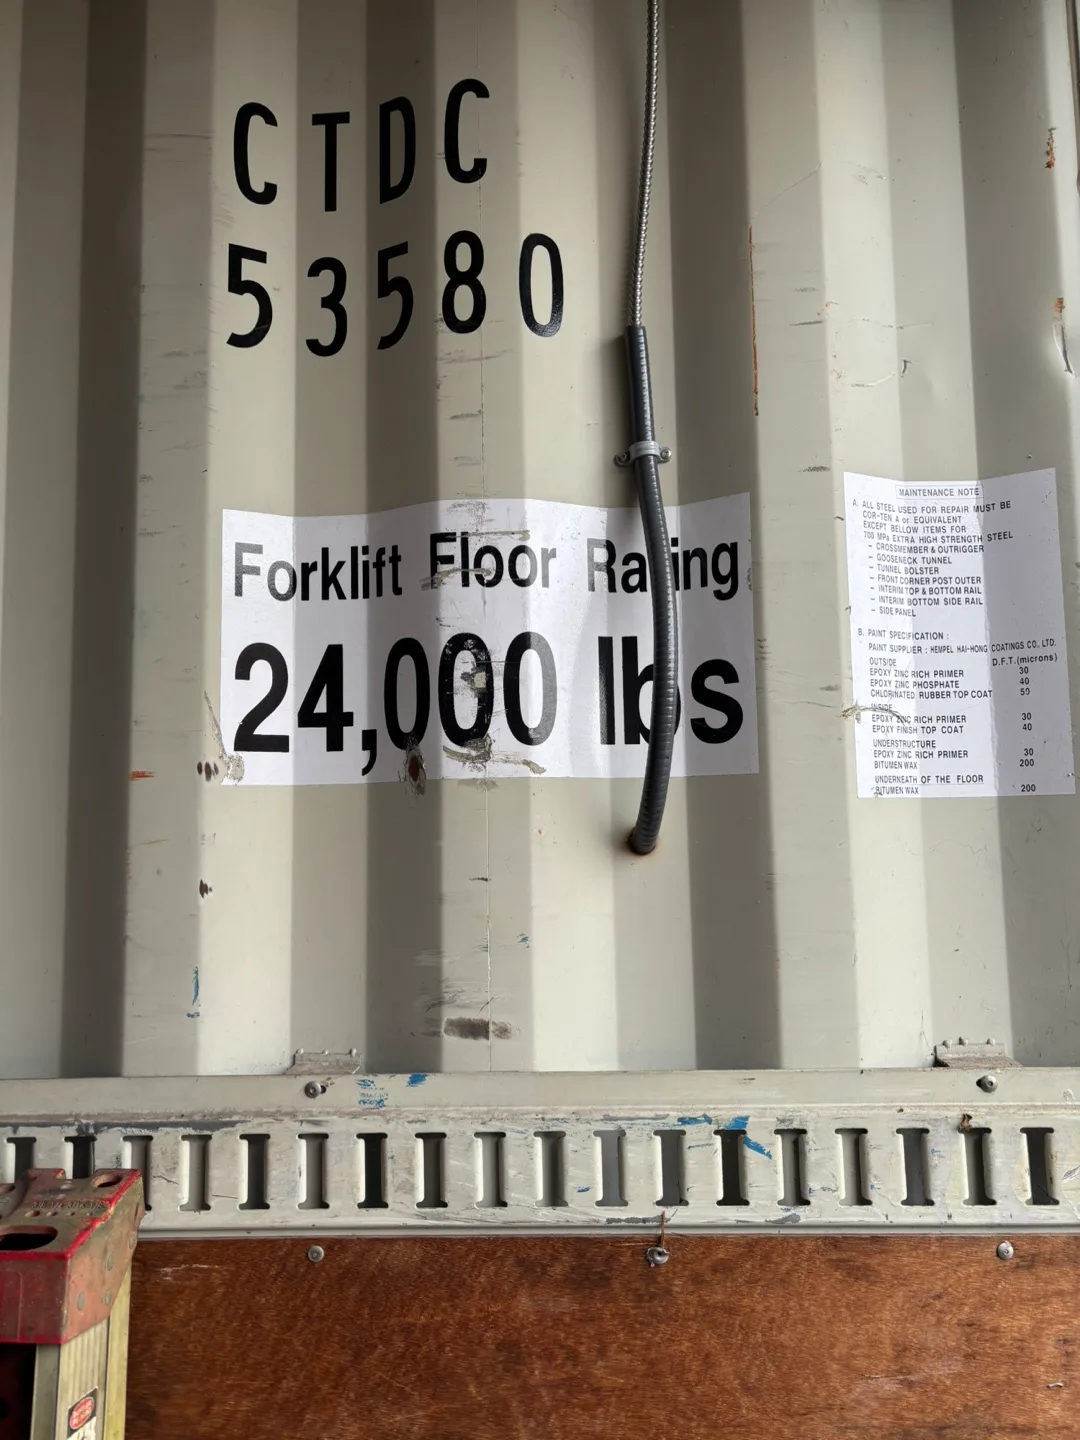 CTDC
53580
Forklift Floor Rating
24,000 lbs
MAINTENANCE NOTE
A. ALL STEEL USED FOR REPAIR MUST BE
COR-TEN A or EQUIVALENT
EXCEPT BELLOW ITEMS FOR
700 MPa EXTRA HIGH STRENGTH STEEL
- CROSSMEMBER & OUTRIGGER
- GOOSENECK TUNNEL
- TUNNEL BOLSTER
- FRONT CORNER POST OUTER
- INTERIM TOP & BOTTOM RAIL
- INTERIM BOTTOM SIDE RAIL
- SIDE PANEL
B. PAINT SPECIFICATION :
PAINT SUPPLIER : HEMPEL HAI-HONG COATINGS CO., LTD.
OUTSIDE D.F.T.(microns)
EPOXY ZINC RICH PRIMER 30
EPOXY ZINC PHOSPHATE 40
CHLORINATED RUBBER TOP COAT 50
INSIDE
EPOXY ZINC RICH PRIMER 30
EPOXY FINISH TOP COAT 40
UNDERSTRUCTURE
EPOXY ZINC RICH PRIMER 30
BITUMEN WAX 200
UNDERNEATH OF THE FLOOR
BITUMEN WAX 200